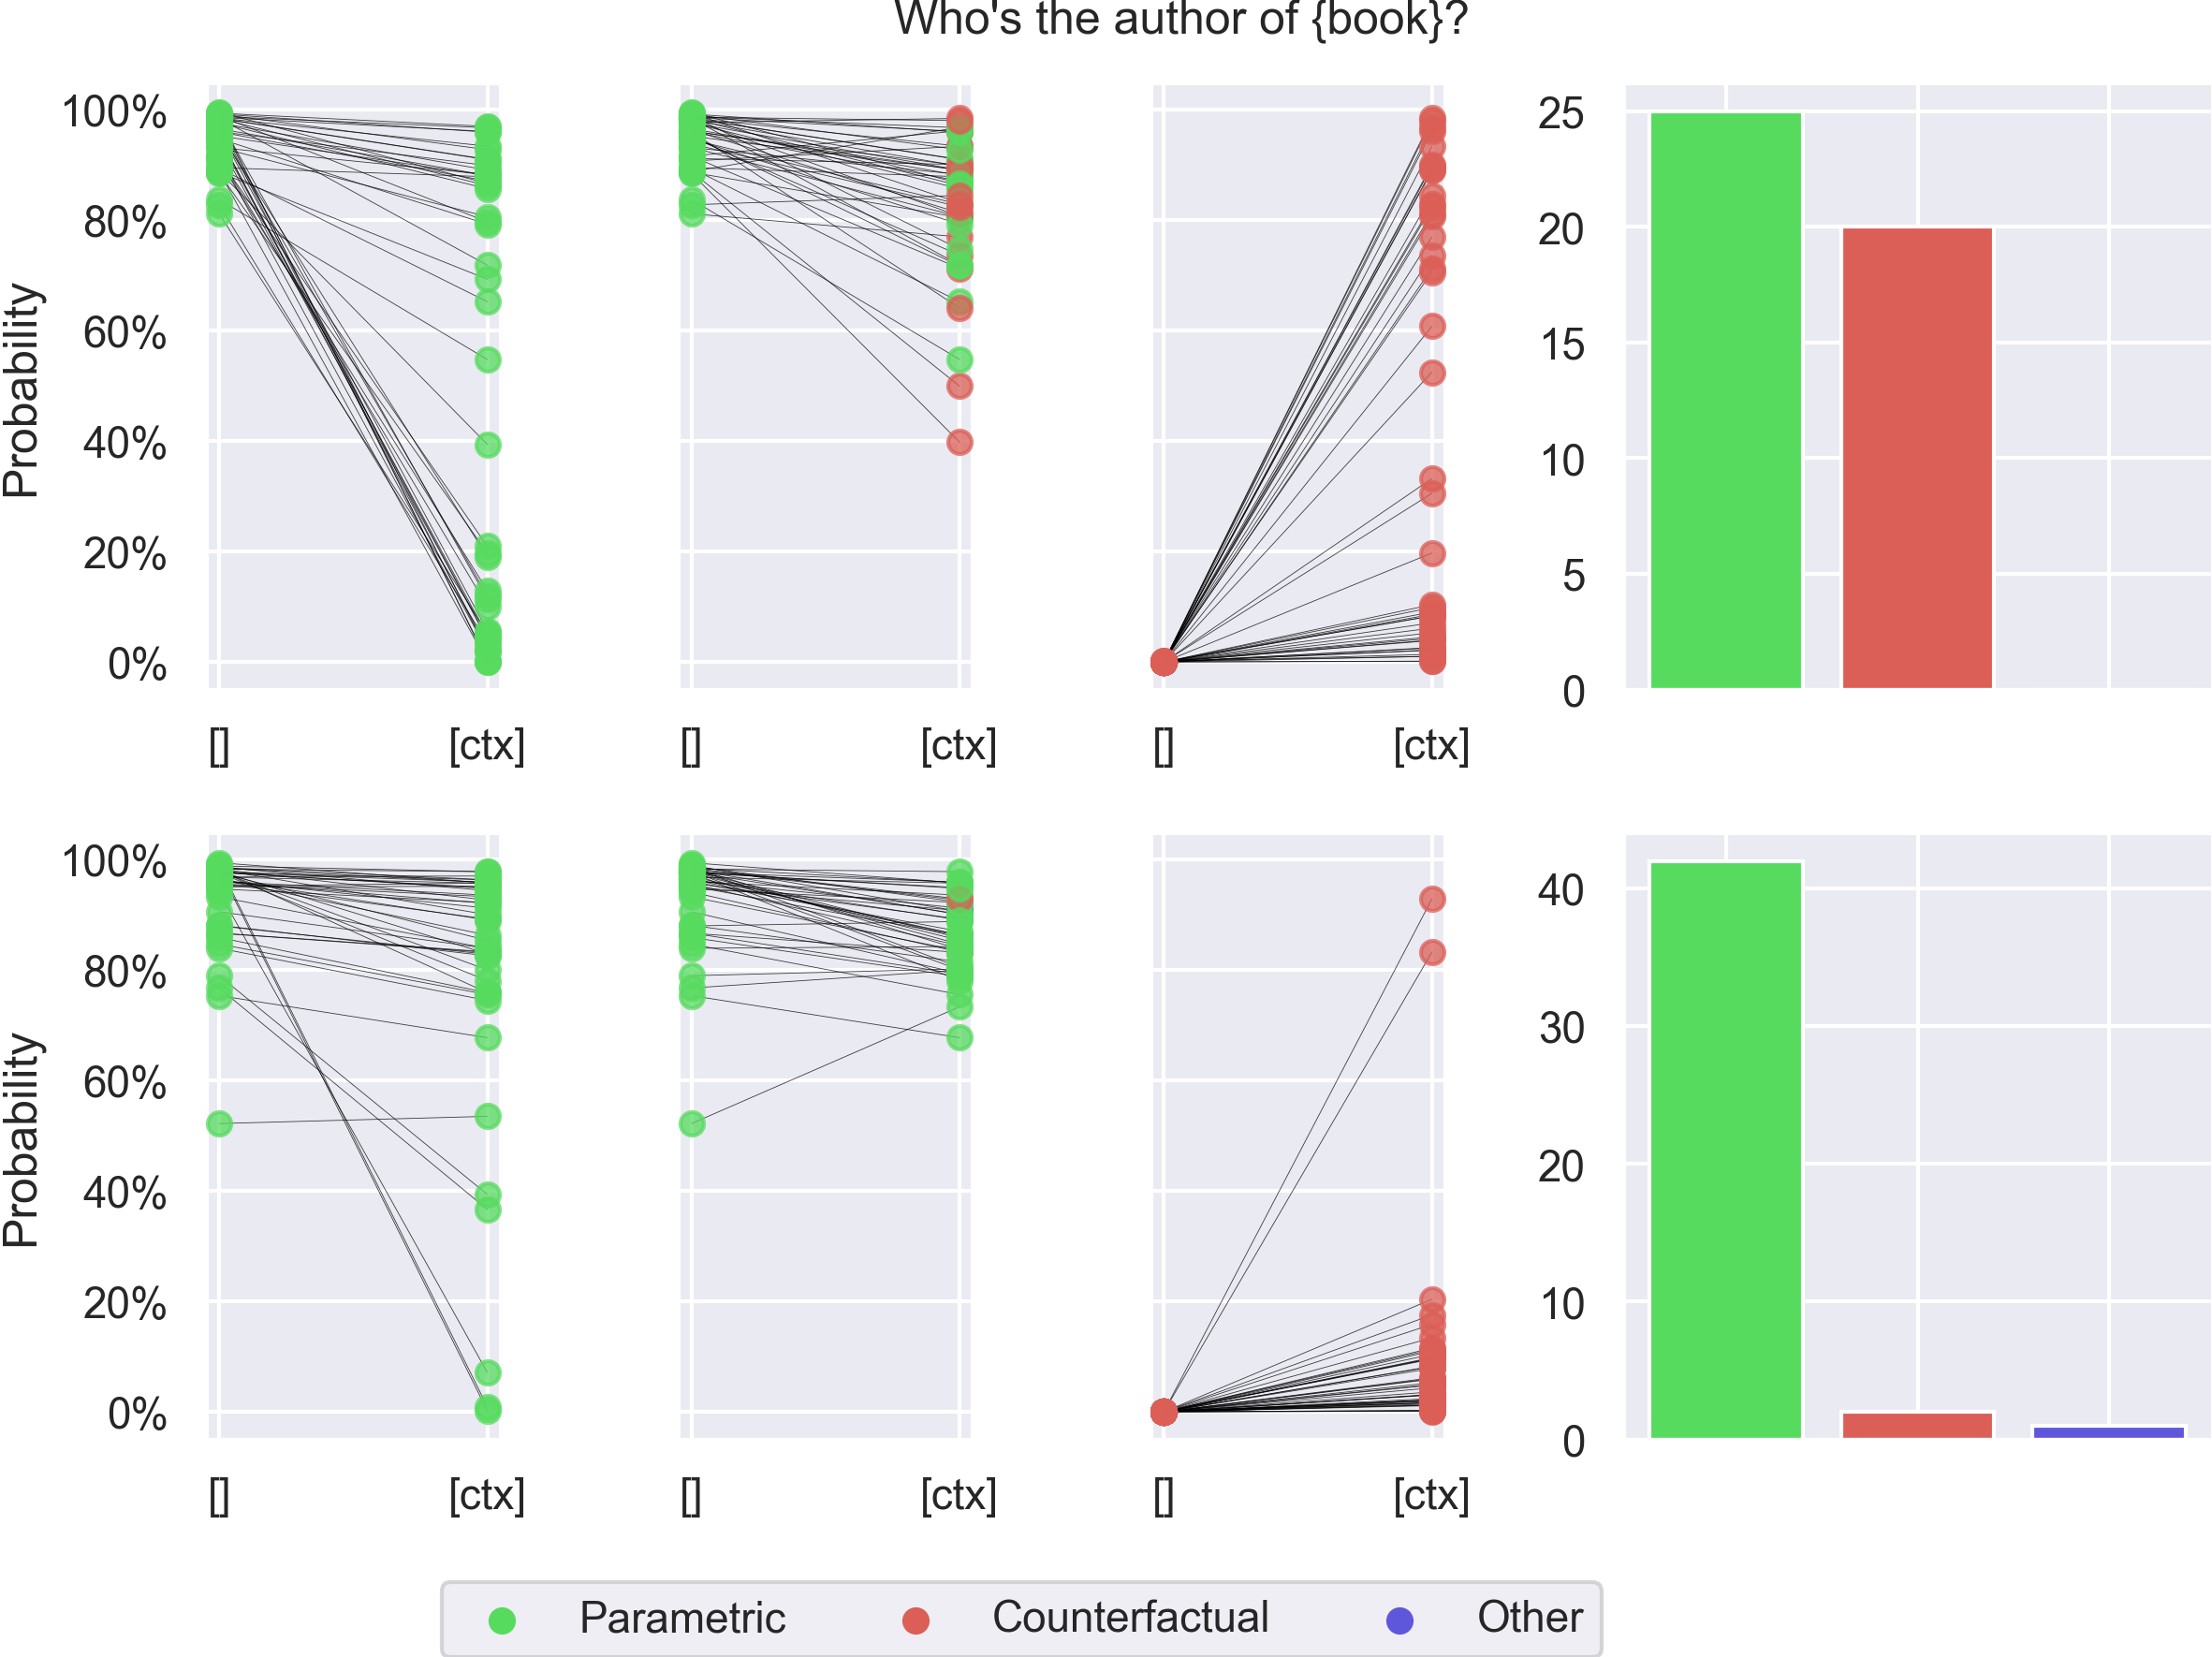 Who's the author of {book}?
Probability
100%
80%
60%
40%
20%
0%
[]
[ctx]
[]
[ctx]
[]
[ctx]
25
20
15
10
5
0
Probability
100%
80%
60%
40%
20%
0%
[]
[ctx]
[]
[ctx]
[]
[ctx]
40
30
20
10
0
Parametric
Counterfactual
Other